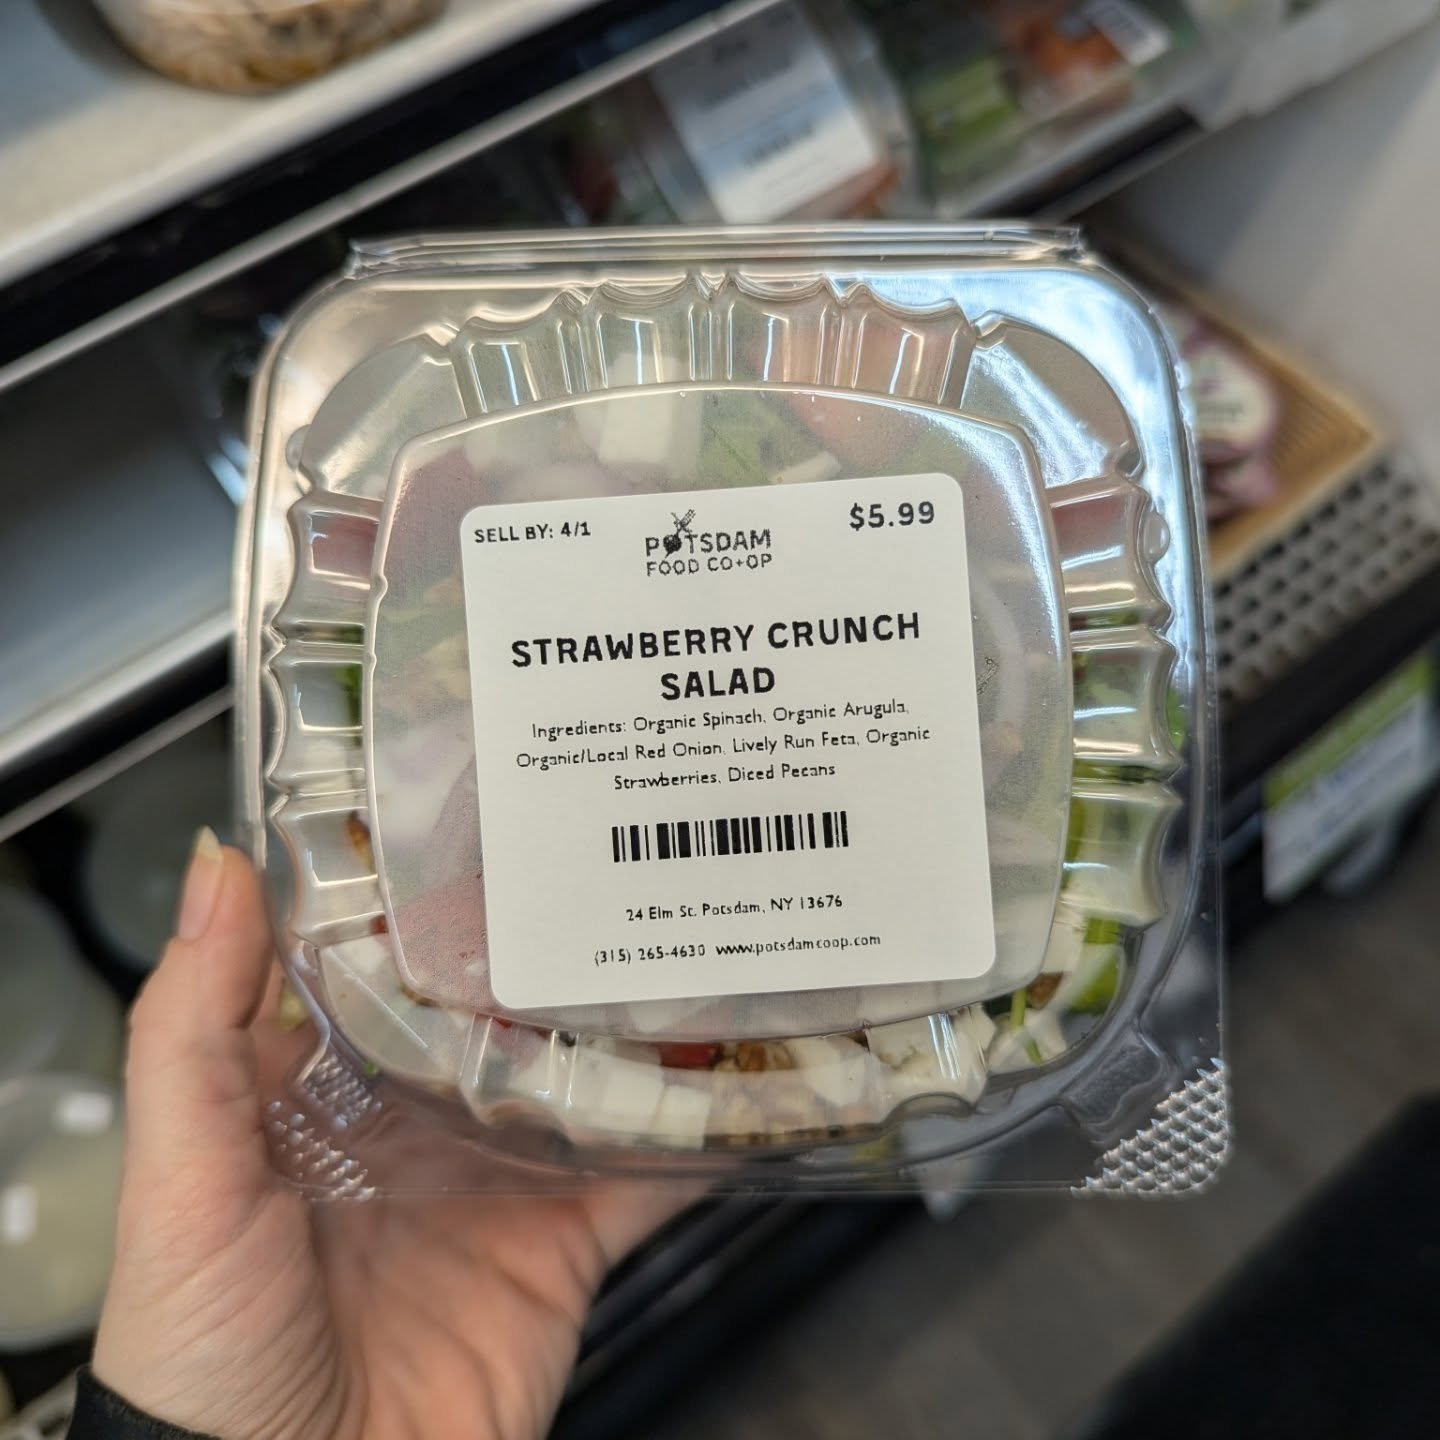 SELL BY: 4/1
POTSDAM
FOOD CO+OP
$5.99
STRAWBERRY CRUNCH
SALAD
Ingredients: Organic Spinach, Organic Arugula,
Organic/Local Red Onion, Lively Run Feta, Organic
Strawberries, Diced Pecans
24 Elm St. Potsdam, NY 13676
(315) 265-4630 www.potsdamcoop.com